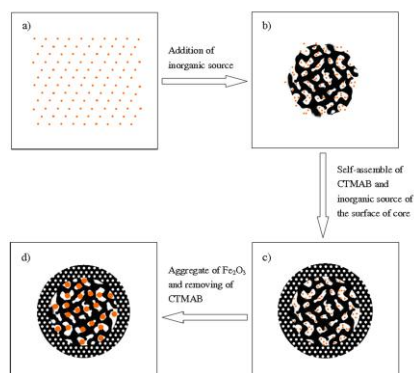 a)
Addition of
inorganic source
b)
Self-assemble of
CTMAB and
inorganic source of
the surface of core
d)
Aggregate of Fe₂O₃
and removing of
CTMAB
c)